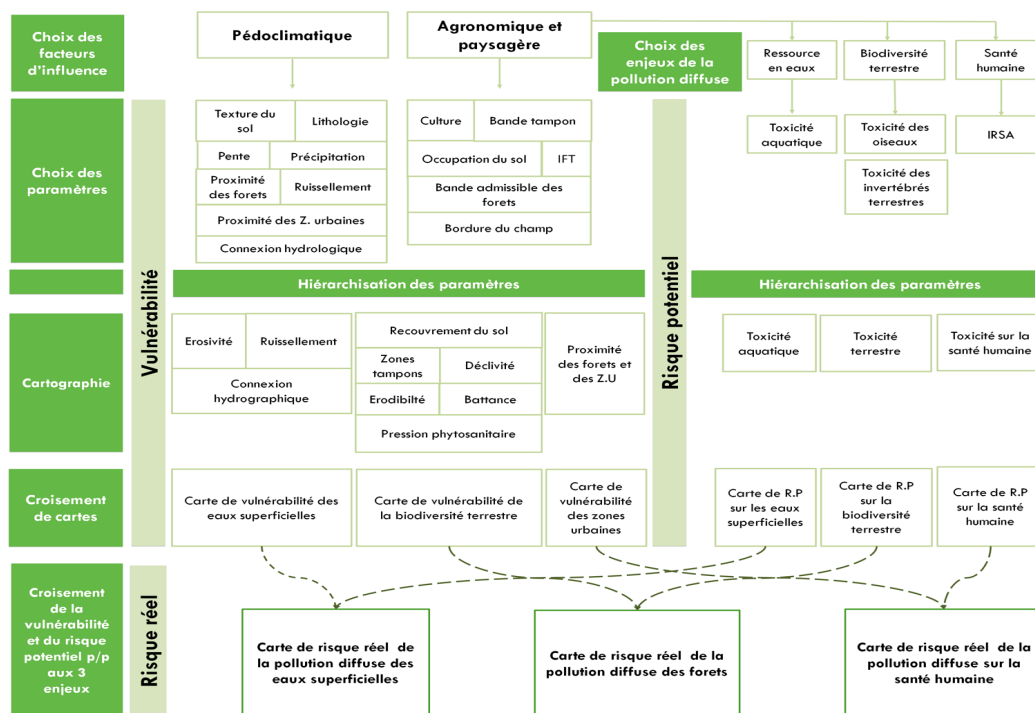 Choix des
facteurs
d'influence
Pédoclimatique
Agronomique et
paysagère
Choix des
enjeux de la
pollution diffuse
Ressource
en eaux
Biodiversité
terrestre
Santé
humaine
Choix des
paramètres
Vulnérabilité
Texture du
sol
Lithologie
Pente
Précipitation
Proximité
des forets
Ruissellement
Proximité des Z. urbaines
Connexion hydrologique
Culture
Bande tampon
Occupation du sol
IFT
Bande admissible des
forets
Bordure du champ
Risque potentiel
Toxicité
aquatique
Toxicité des
oiseaux
Toxicité des
invertébrés
terrestres
IRSA
Hiérarchisation des paramètres
Hiérarchisation des paramètres
Cartographie
Erosivité
Ruissellement
Connexion
hydrographique
Recouvrement du sol
Zones
tampons
Déclivité
Erodibilté
Battance
Pression phytosanitaire
Proximité
des forets et
des Z.U
Toxicité
aquatique
Toxicité
terrestre
Toxicité sur la
santé humaine
Croisement
de cartes
Carte de vulnérabilité des
eaux superficielles
Carte de vulnérabilité de
la biodiversité terrestre
Carte de
vulnérabilité
des zones
urbaines
Carte de R.P
sur les eaux
superficielles
Carte de R.P
sur la
biodiversité
terrestre
Carte de R.P
sur la santé
humaine
Croisement
de la
vulnérabilité
et du risque
potentiel p/p
aux 3
enjeux
Risque réel
Carte de risque réel de
la pollution diffuse des
eaux superficielles
Carte de risque réel de la
pollution diffuse des forets
Carte de risque réel de la
pollution diffuse sur la
santé humaine